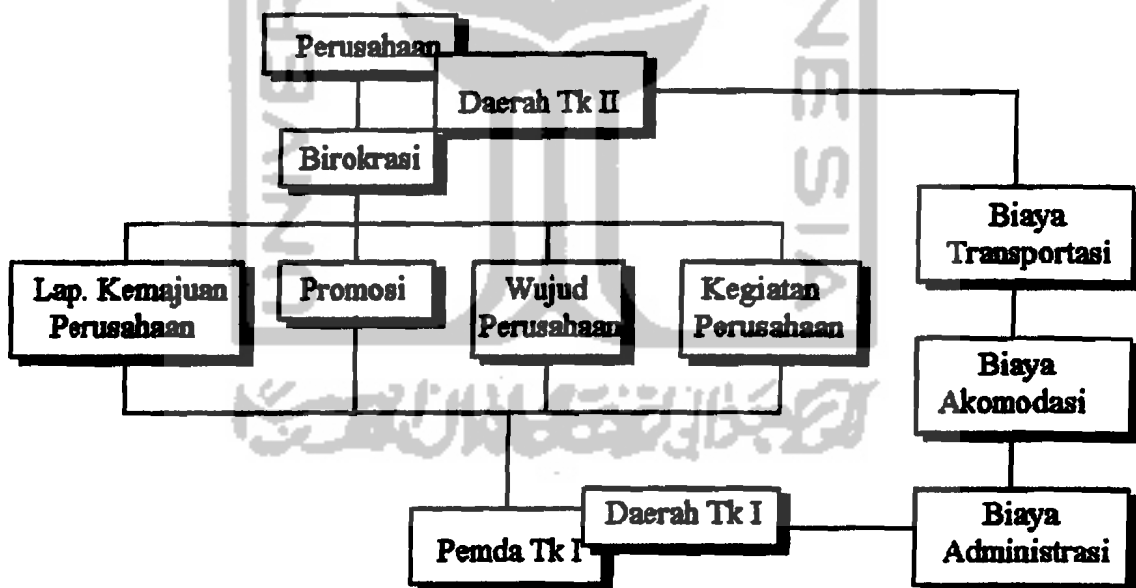 Perusahaan
Daerah Tk II
Birokrasi
Biaya
Transportasi
Lap. Kemajuan
Perusahaan
Promosi
Wujud
Perusahaan
Kegiatan
Perusahaan
Biaya
Akomodasi
Daerah Tk I
Pemda Tk I
Biaya
Administrasi